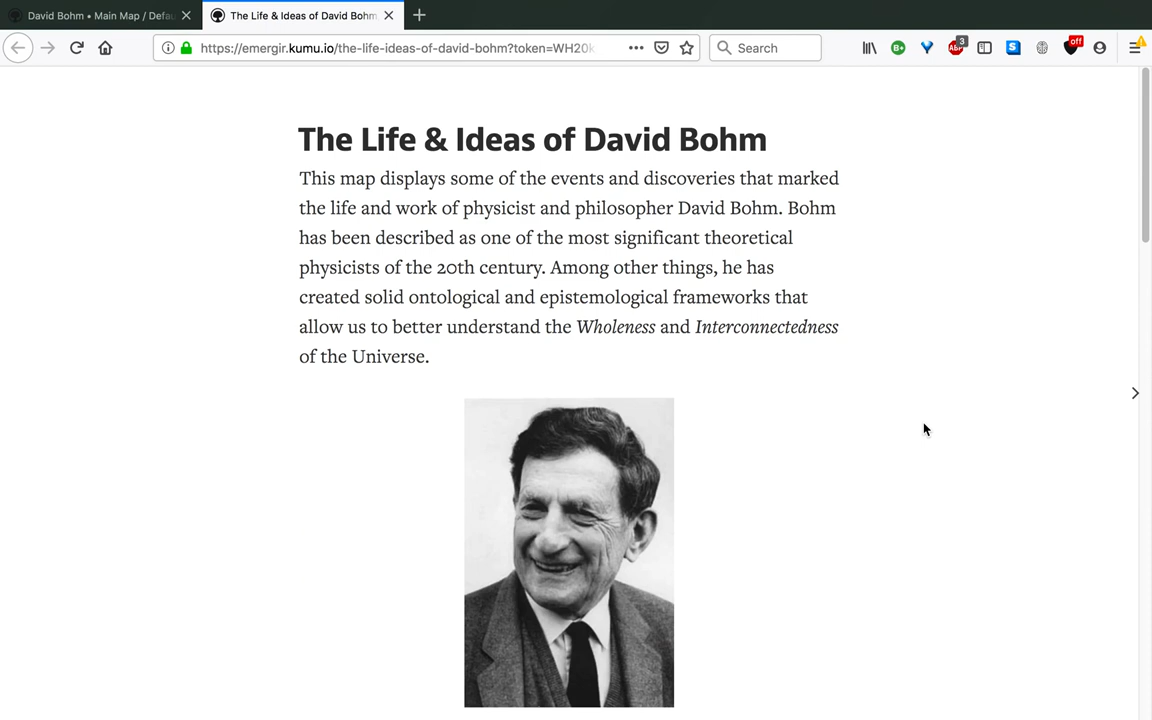 David Bohm • Main Map / Defau
The Life & Ideas of David Bohm
https://emergir.kumu.io/the-life-ideas-of-david-bohm?token=WH20k
Search
3
off
The Life & Ideas of David Bohm
This map displays some of the events and discoveries that marked
the life and work of physicist and philosopher David Bohm. Bohm
has been described as one of the most significant theoretical
physicists of the 20th century. Among other things, he has
created solid ontological and epistemological frameworks that
allow us to better understand the Wholeness and Interconnectedness
of the Universe.